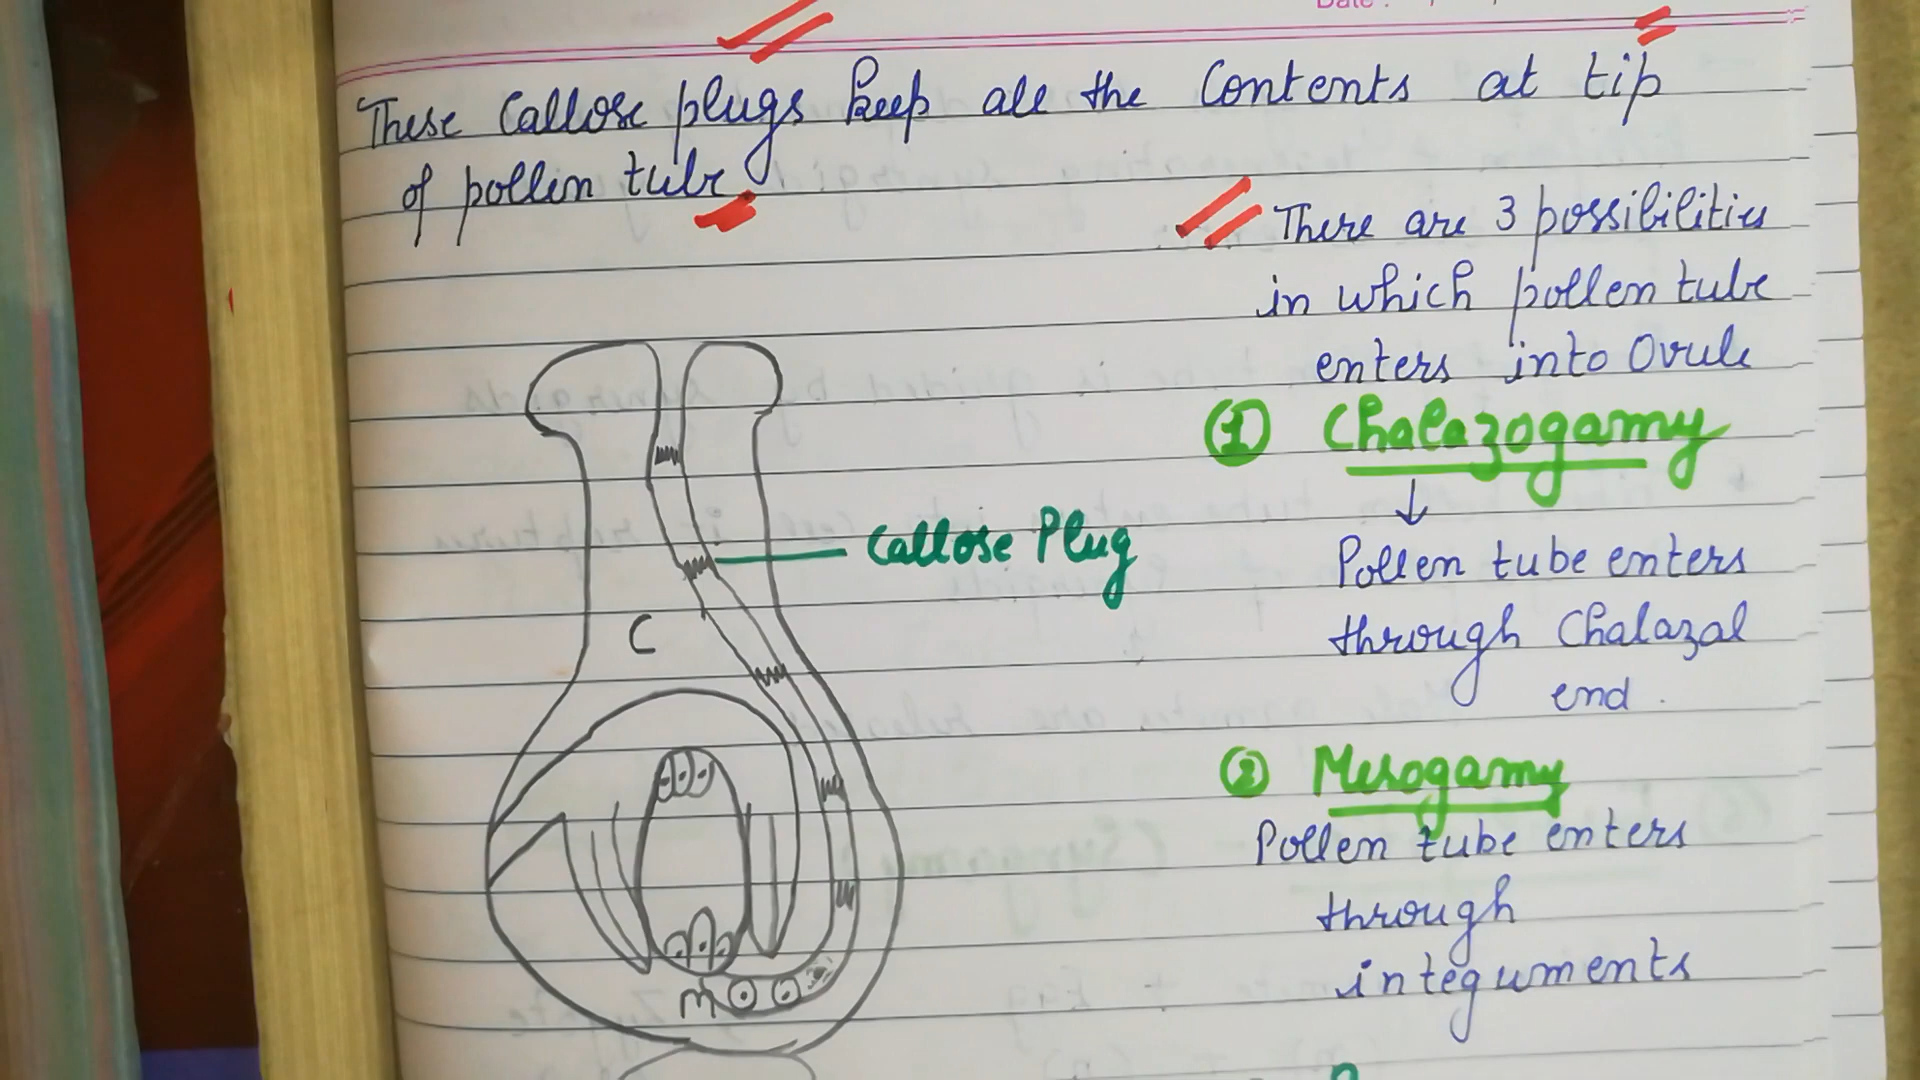 Date :
These Callose plugs keep all the Contents at tip
of pollen tube
There are 3 possibilities
in which pollen tube
enters into Ovule
(1) Chalazogamy
↓
Pollen tube enters
through Chalazal
end.
Callose Plug
C
(2) Mesogamy
Pollen tube enters
through
integuments
M